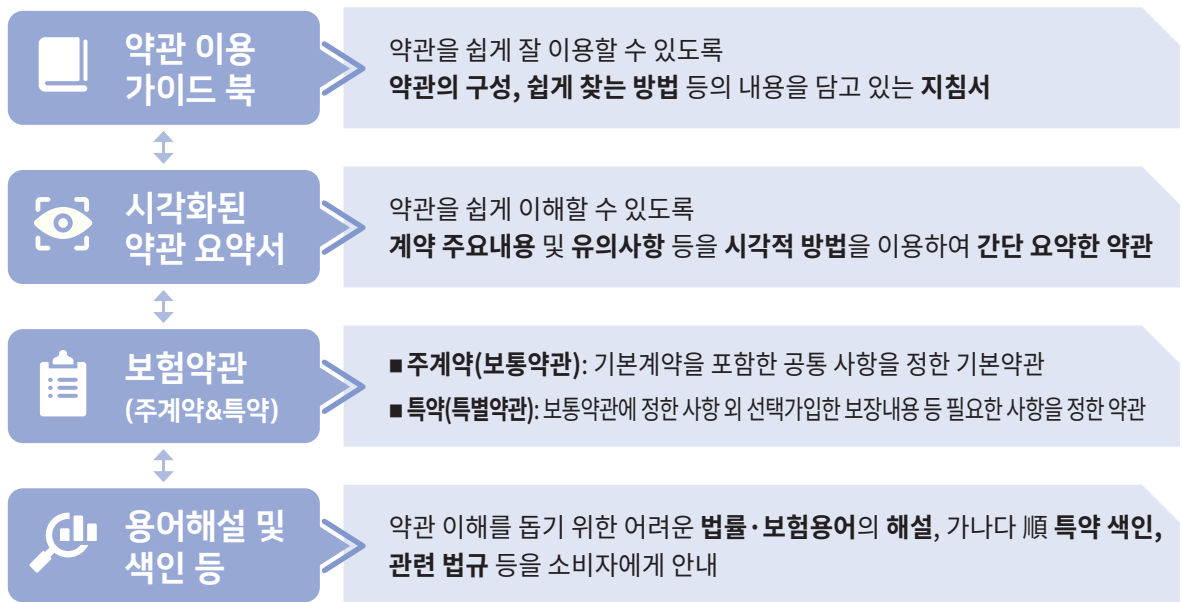 약관 이용
가이드 북
약관을 쉽게 잘 이용할 수 있도록
약관의 구성, 쉽게 찾는 방법 등의 내용을 담고 있는 지침서
시각화된
약관 요약서
약관을 쉽게 이해할 수 있도록
계약 주요내용 및 유의사항 등을 시각적 방법을 이용하여 간단 요약한 약관
보험약관
(주계약&특약)
■ 주계약(보통약관): 기본계약을 포함한 공통 사항을 정한 기본약관
■ 특약(특별약관): 보통약관에 정한 사항 외 선택가입한 보장내용 등 필요한 사항을 정한 약관
용어해설 및
색인 등
약관 이해를 돕기 위한 어려운 법률·보험용어의 해설, 가나다 順 특약 색인,
관련 법규 등을 소비자에게 안내